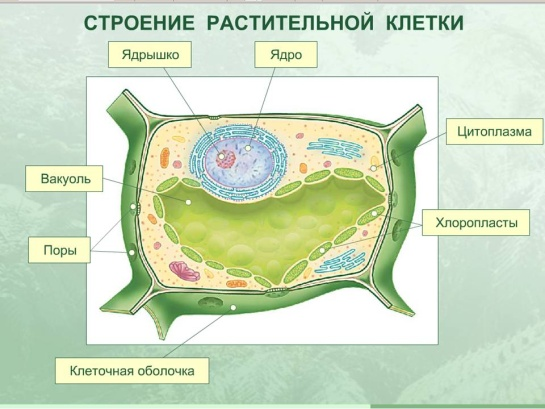 СТРОЕНИЕ РАСТИТЕЛЬНОЙ КЛЕТКИ
Ядрышко
Ядро
Цитоплазма
Вакуоль
Хлоропласты
Поры
Клеточная оболочка